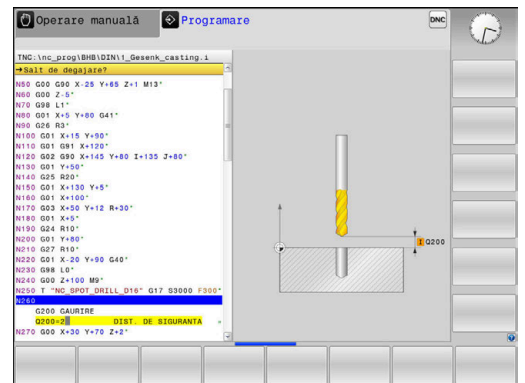 Operare manuală
Programare
DNC
TNC:\nc_prog\BHB\DIN\1_Gesenk_casting.i
→Salt de degajare?
N50 G00 G90 X-25 Y+65 Z+1 M13*
N60 G00 Z-5*
N70 G98 L1*
N80 G01 X+5 Y+80 G41*
N90 G26 R3*
N100 G01 X+15 Y+90*
N110 G01 G91 X+120*
N120 G02 G90 X+145 Y+80 I+135 J+80*
N130 G01 Y+50*
N140 G25 R20*
N150 G01 X+130 Y+5*
N160 G01 X+100*
N170 G03 X+50 Y+12 R+30*
N180 G01 X+5*
N190 G24 R10*
N200 G01 Y+80*
N210 G27 R10*
N220 G01 X-20 Y+90 G40*
N230 G98 L0*
N240 G00 Z+100 M9*
N250 T "NC_SPOT_DRILL_D16" G17 S3000 F300*
N260
G200 GAURIRE
Q200=2 DIST. DE SIGURANTA
N270 G00 X+30 Y+70 Z+2*
I Q200